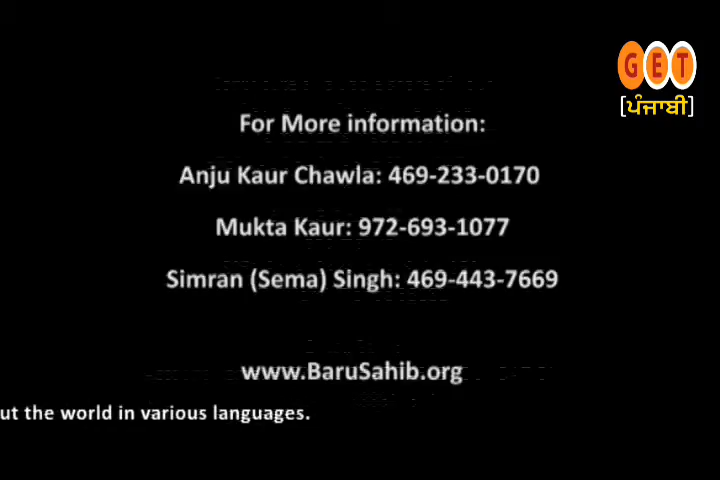 GET
[ਪੰਜਾਬੀ]
For More information:
Anju Kaur Chawla: 469-233-0170
Mukta Kaur: 972-693-1077
Simran (Sema) Singh: 469-443-7669
www.BaruSahib.org
ut the world in various languages.